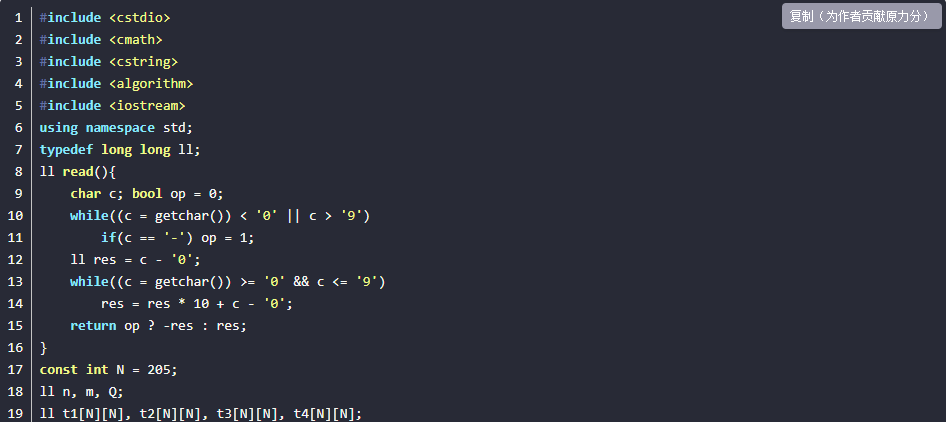 复制（为作者贡献原力分）
1 #include <cstdio>
2 #include <cmath>
3 #include <cstring>
4 #include <algorithm>
5 #include <iostream>
6 using namespace std;
7 typedef long long ll;
8 ll read(){
9     char c; bool op = 0;
10     while((c = getchar()) < '0' || c > '9')
11         if(c == '-') op = 1;
12     ll res = c - '0';
13     while((c = getchar()) >= '0' && c <= '9')
14         res = res * 10 + c - '0';
15     return op ? -res : res;
16 }
17 const int N = 205;
18 ll n, m, Q;
19 ll t1[N][N], t2[N][N], t3[N][N], t4[N][N];